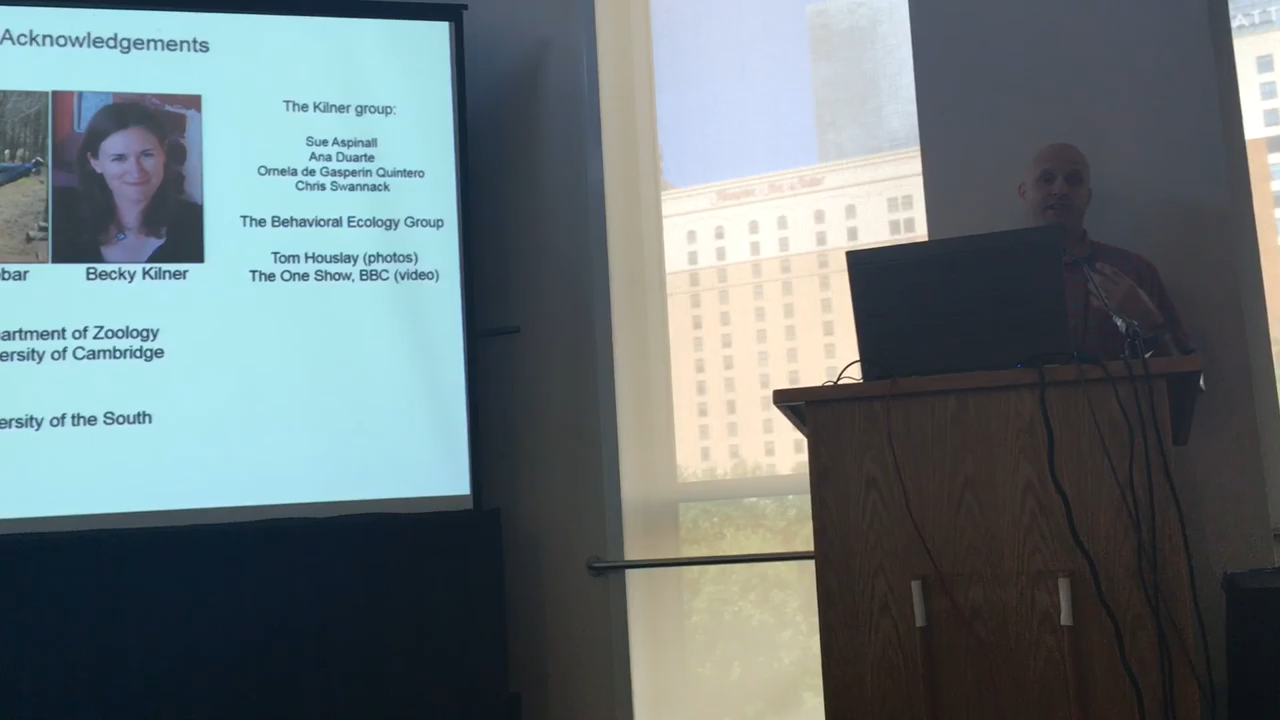 Acknowledgements
bar
Becky Kilner
The Kilner group:
Sue Aspinall
Ana Duarte
Ornela de Gasperin Quintero
Chris Swannack
The Behavioral Ecology Group
Tom Houslay (photos)
The One Show, BBC (video)
artment of Zoology
ersity of Cambridge
ersity of the South
ATT